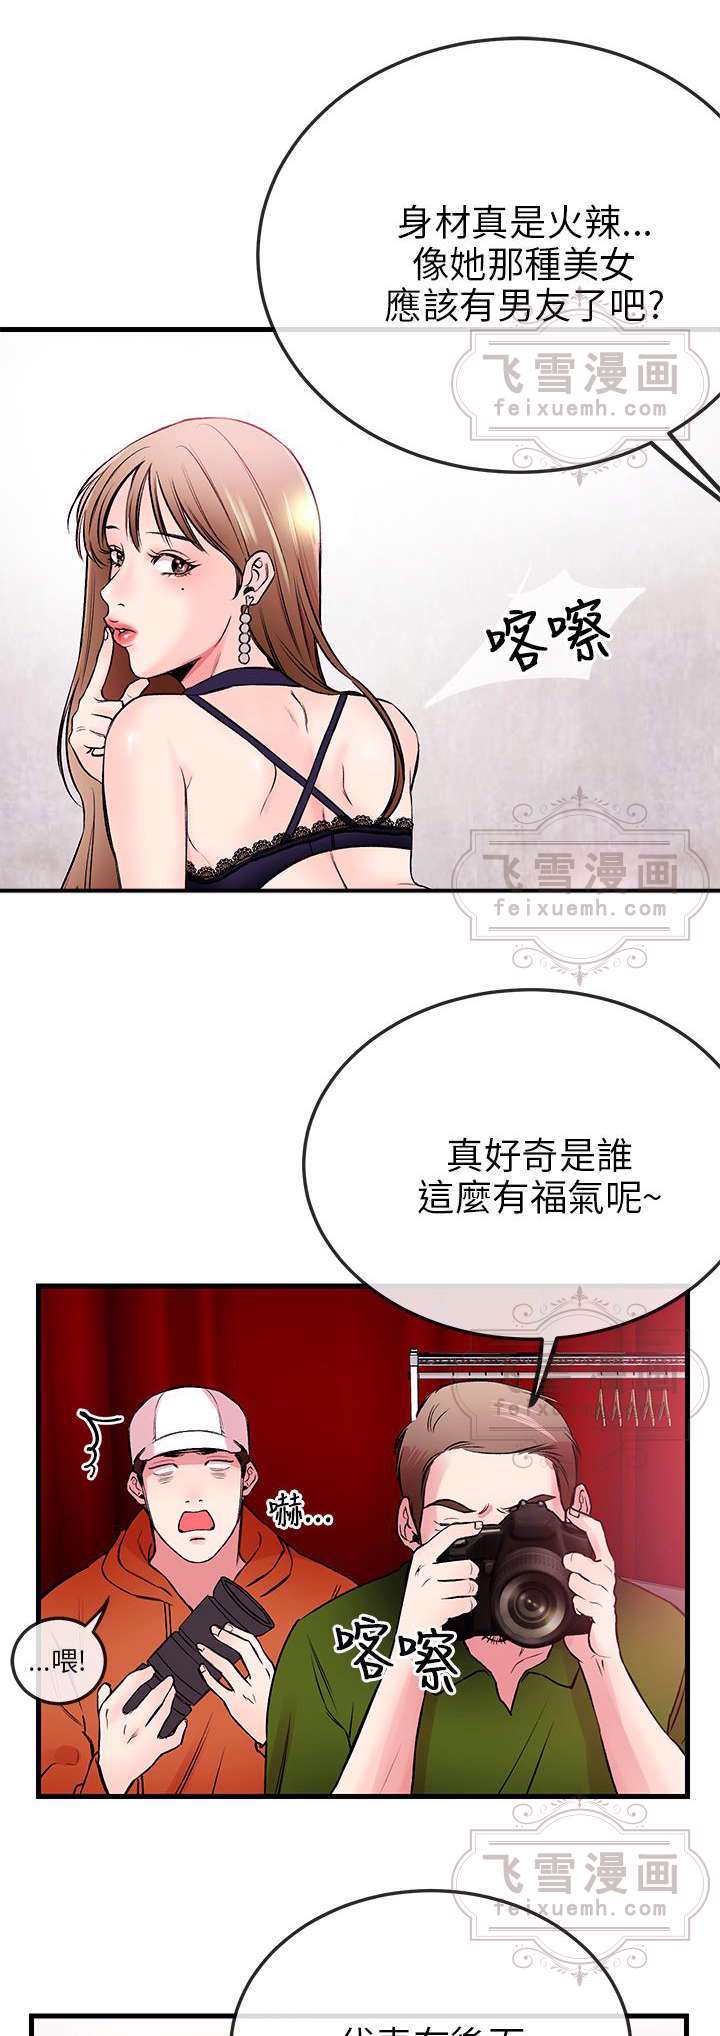 身材真是火辣...
像她那種美女
應該有男友了吧?
飞雪漫画
feixuemh.com
喀嚓
飞雪漫画
feixuemh.com
真好奇是誰
這麼有福氣呢~
feixuemh.com
嚇...
...喂!
喀嚓
飞雪漫画
feixuemh.com